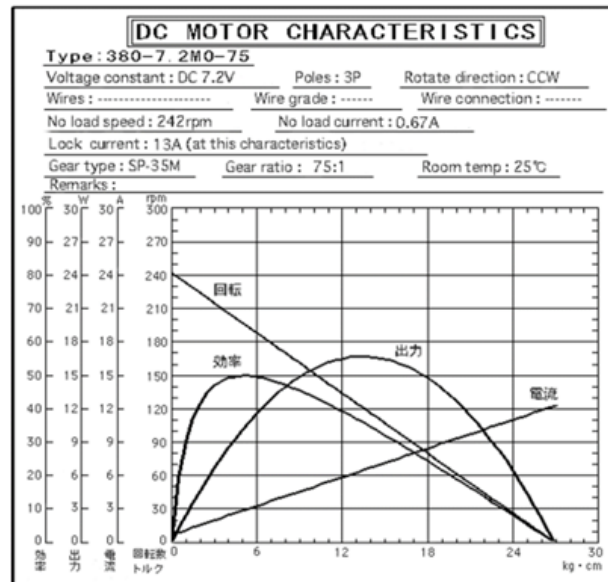 DC MOTOR CHARACTERISTICS
Type:380-7.2MO-75
Voltage constant : DC 7.2V Poles : 3P Rotate direction : CCW
Wires : --------------------- Wire grade : ------ Wire connection : -------
No load speed : 242rpm No load current : 0.67A
Lock current : 13A (at this characteristics)
Gear type : SP-35M Gear ratio : 75:1 Room temp : 25℃
Remarks :
% W A rpm
100 30 30 300
90 27 27 270
80 24 24 240
回転
70 21 21 210
60 18 18 180
効率 出力
50 15 15 150
電流
40 12 12 120
30 9 9 90
20 6 6 60
10 3 3 30
0 0 0 0
効率 出力 電流 回転数
トルク 0 6 12 18 24 30
kg・cm